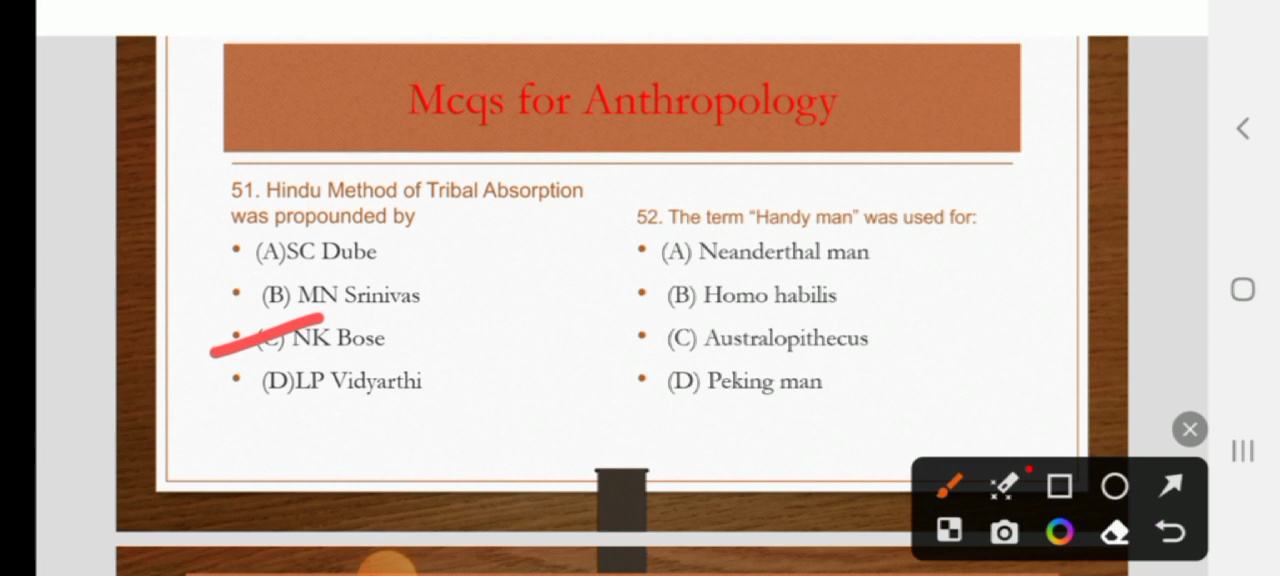 Mcqs for Anthropology
51. Hindu Method of Tribal Absorption
was propounded by
(A)SC Dube
(B) MN Srinivas
(C) NK Bose
(D)LP Vidyarthi
52. The term “Handy man” was used for:
(A) Neanderthal man
(B) Homo habilis
(C) Australopithecus
(D) Peking man